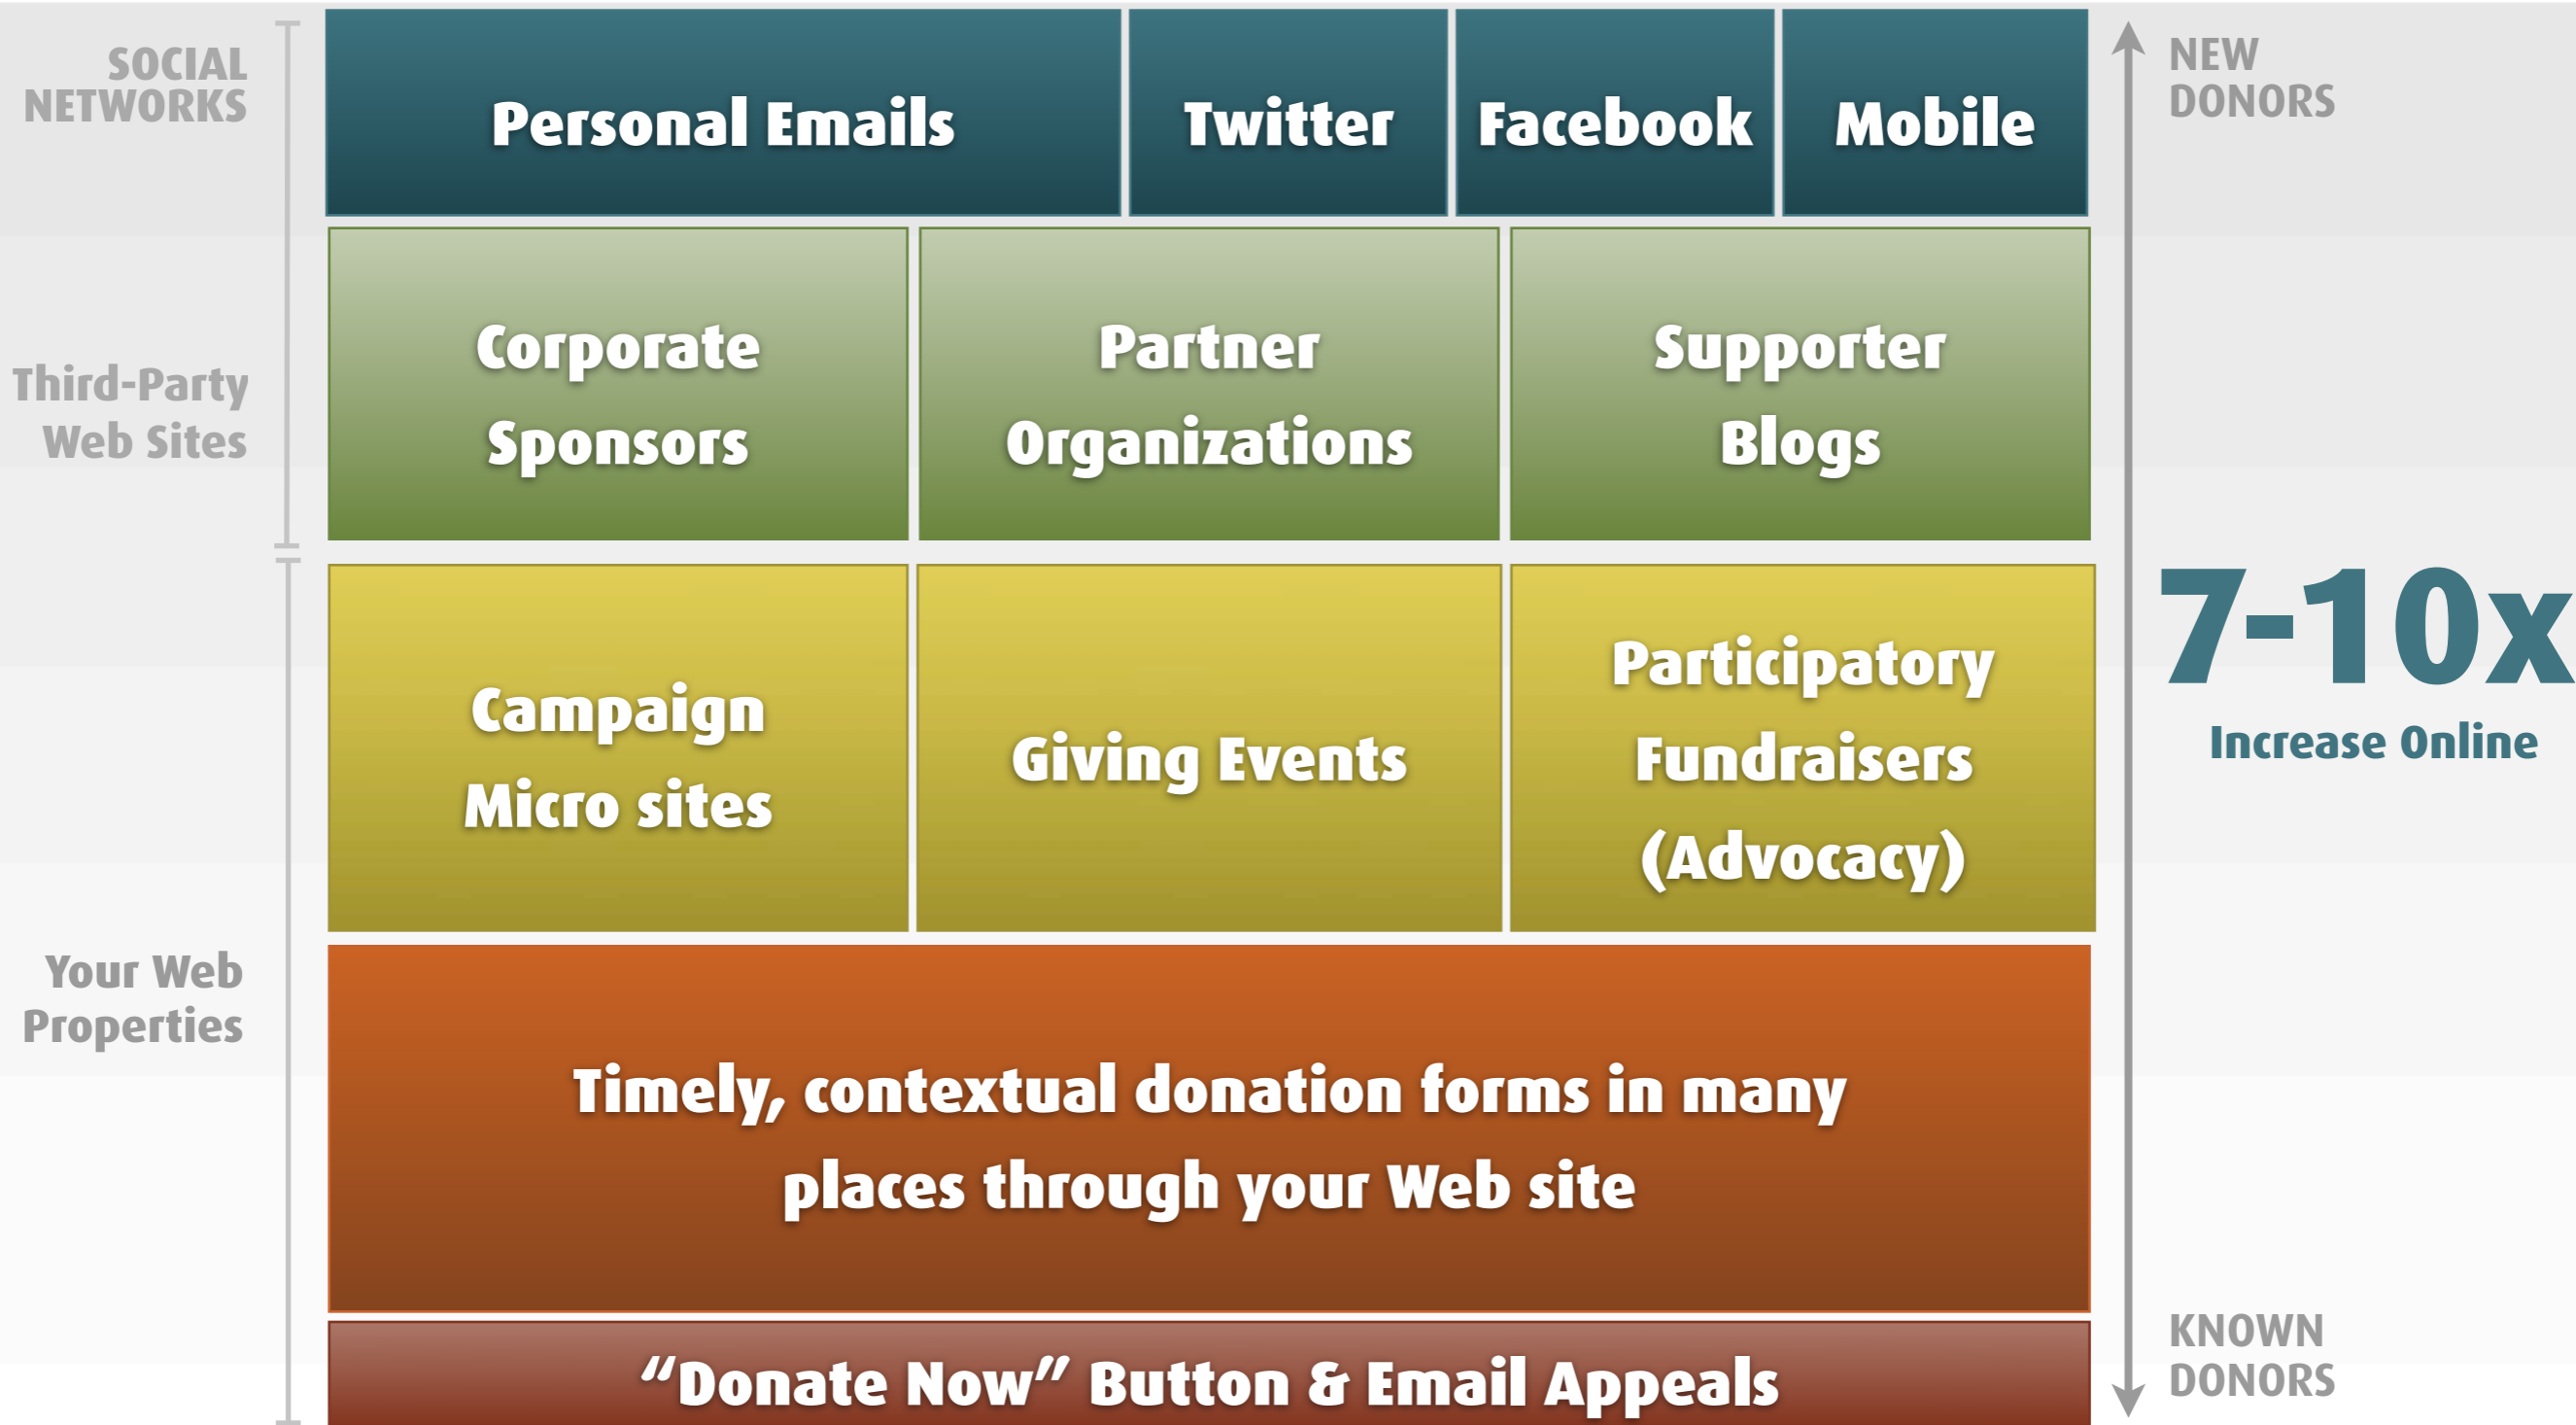 SOCIAL
NETWORKS
Personal Emails
Twitter
Facebook
Mobile
NEW
DONORS
Third-Party
Web Sites
Corporate
Sponsors
Partner
Organizations
Supporter
Blogs
Campaign
Micro sites
Giving Events
Participatory
Fundraisers
(Advocacy)
7-10x
Increase Online
Your Web
Properties
Timely, contextual donation forms in many
places through your Web site
"Donate Now" Button & Email Appeals
KNOWN
DONORS